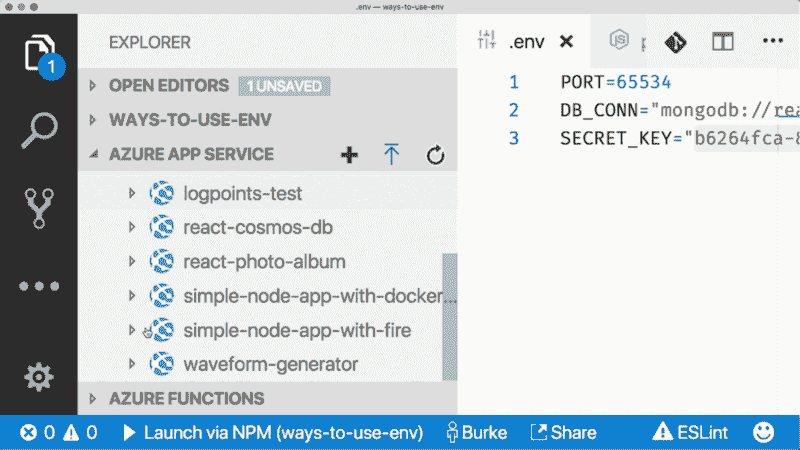 .env — ways-to-use-env
1
EXPLORER
OPEN EDITORS 1 UNSAVED
WAYS-TO-USE-ENV
AZURE APP SERVICE
logpoints-test
react-cosmos-db
react-photo-album
simple-node-app-with-docker...
simple-node-app-with-fire
waveform-generator
AZURE FUNCTIONS
.env
1 PORT=65534
2 DB_CONN="mongodb://rea
3 SECRET_KEY="b6264fca-8
0 0 Launch via NPM (ways-to-use-env) Burke Share ESLint